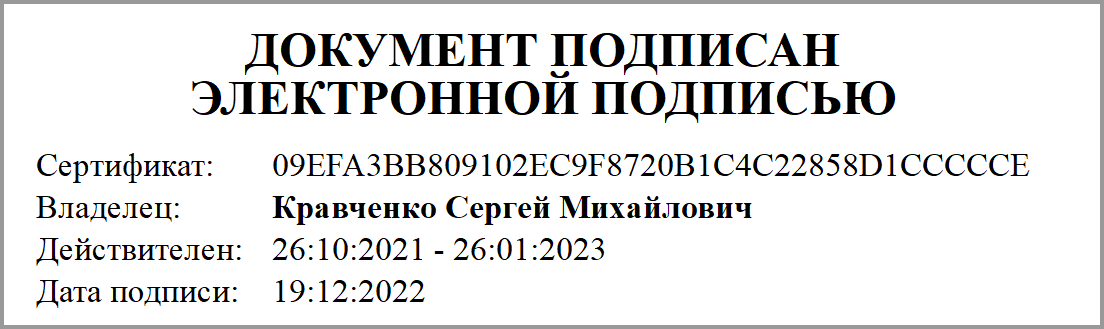 ДОКУМЕНТ ПОДПИСАН
ЭЛЕКТРОННОЙ ПОДПИСЬЮ
Сертификат: 09EFA3BB809102EC9F8720B1C4C22858D1CCCCCE
Владелец: Кравченко Сергей Михайлович
Действителен: 26:10:2021 - 26:01:2023
Дата подписи: 19:12:2022